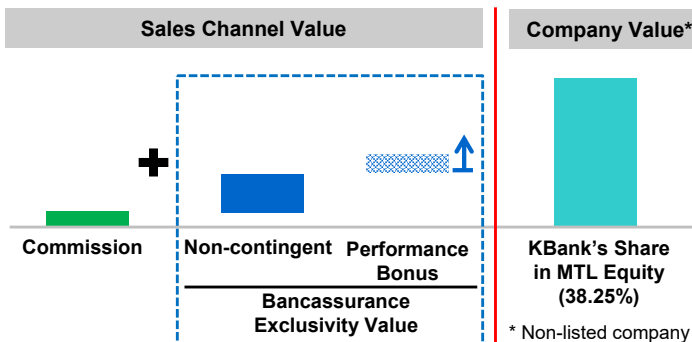 Sales Channel Value
Company Value*
Commission
Non-contingent
Performance
Bonus
Bancassurance
Exclusivity Value
KBank's Share
in MTL Equity
(38.25%)
* Non-listed company